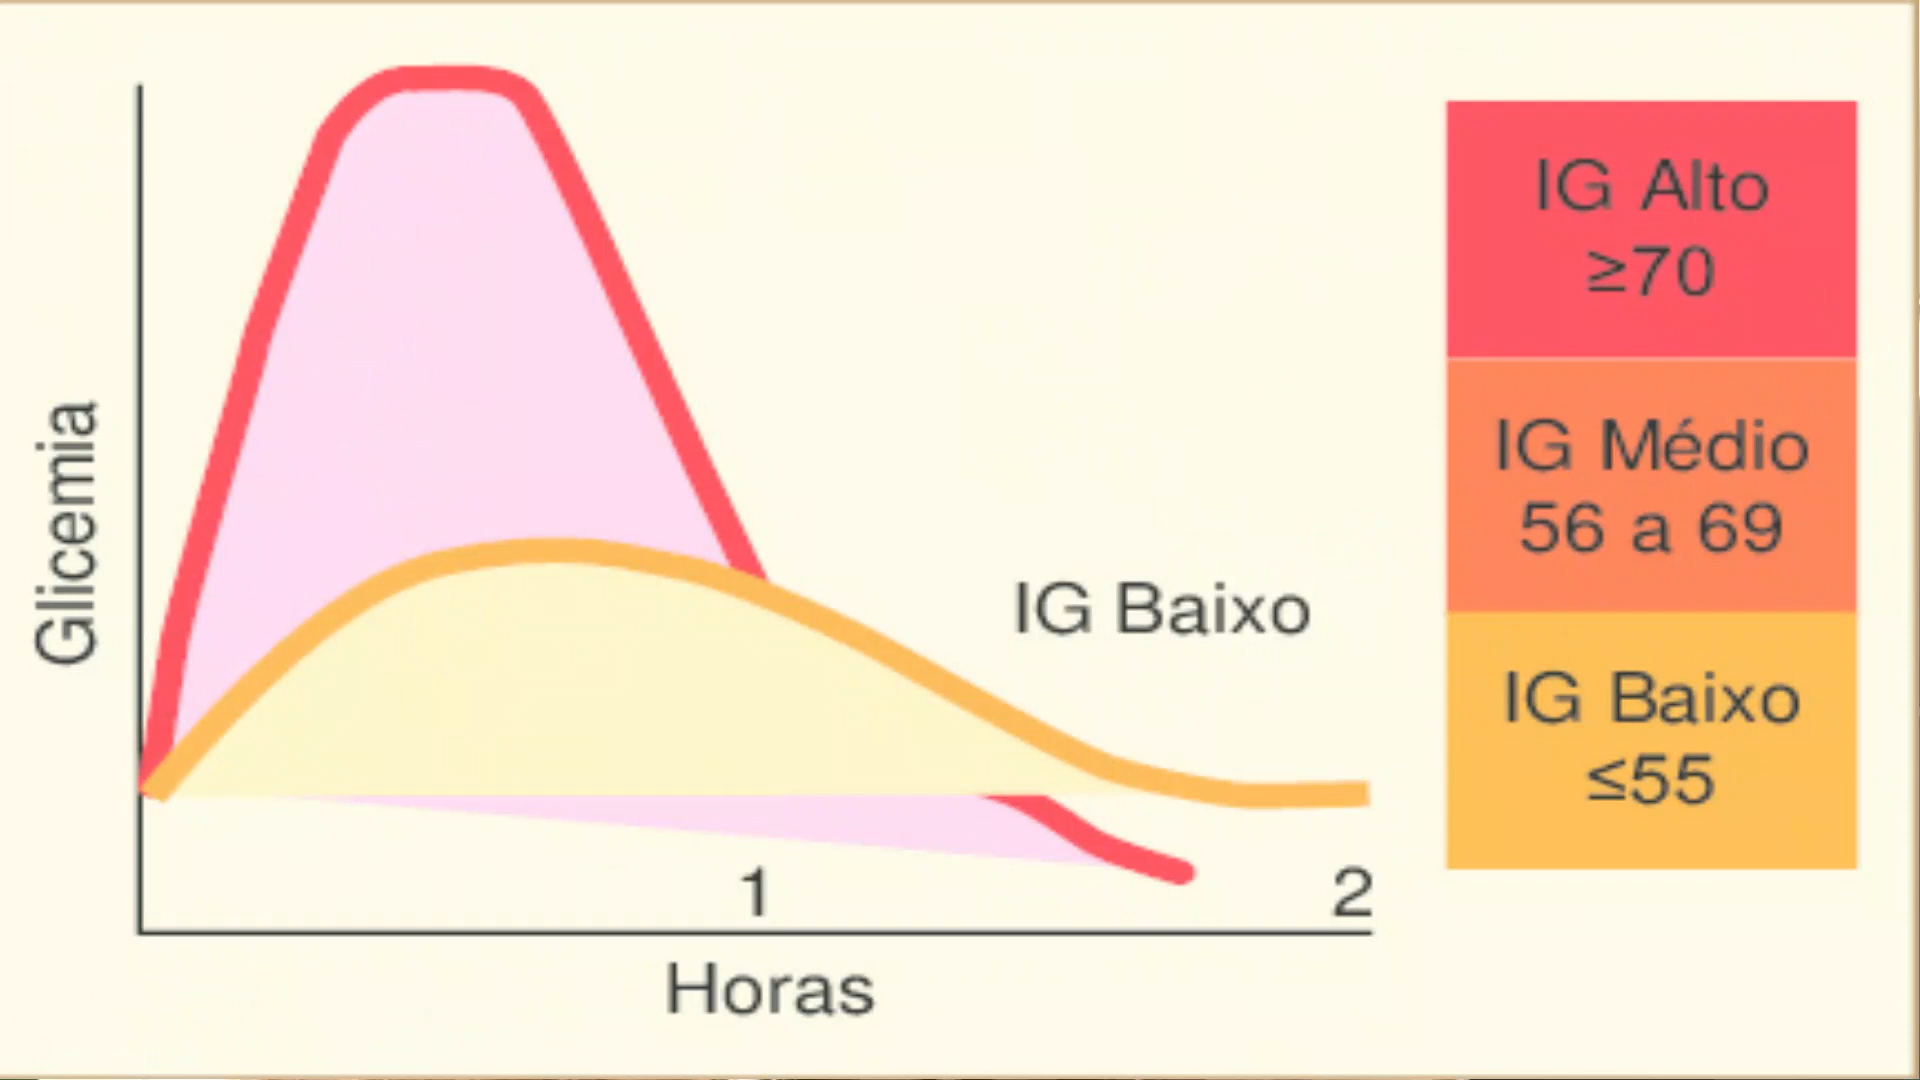 Glicemia
IG Baixo
1
2
Horas
IG Alto
≥70
IG Médio
56 a 69
IG Baixo
≤55